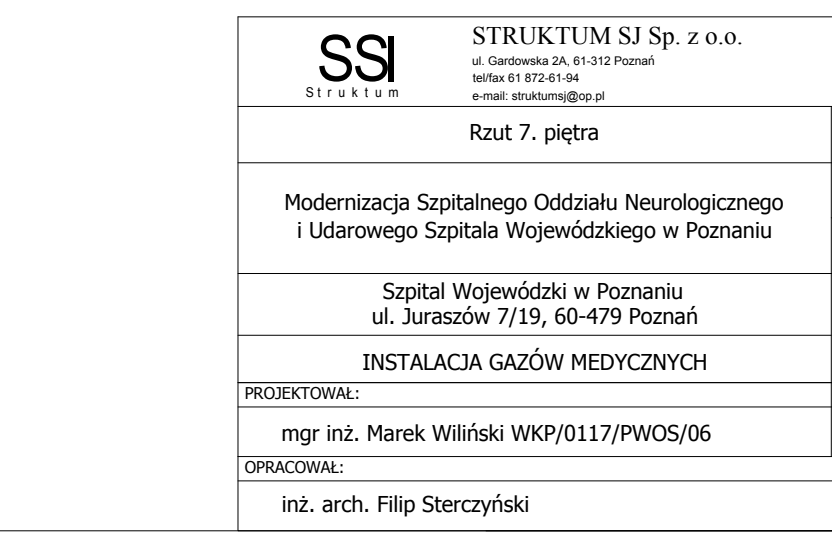 SSI
Struktum
STRUKTUM SJ Sp. z o.o.
ul. Gardowska 2A, 61-312 Poznań
tel/fax 61 872-61-94
e-mail: struktumsj@op.pl
Rzut 7. piętra
Modernizacja Szpitalnego Oddziału Neurologicznego
i Udarowego Szpitala Wojewódzkiego w Poznaniu
Szpital Wojewódzki w Poznaniu
ul. Juraszów 7/19, 60-479 Poznań
INSTALACJA GAZÓW MEDYCZNYCH
PROJEKTOWAŁ:
mgr inż. Marek Wiliński WKP/0117/PWOS/06
OPRACOWAŁ:
inż. arch. Filip Sterczyński